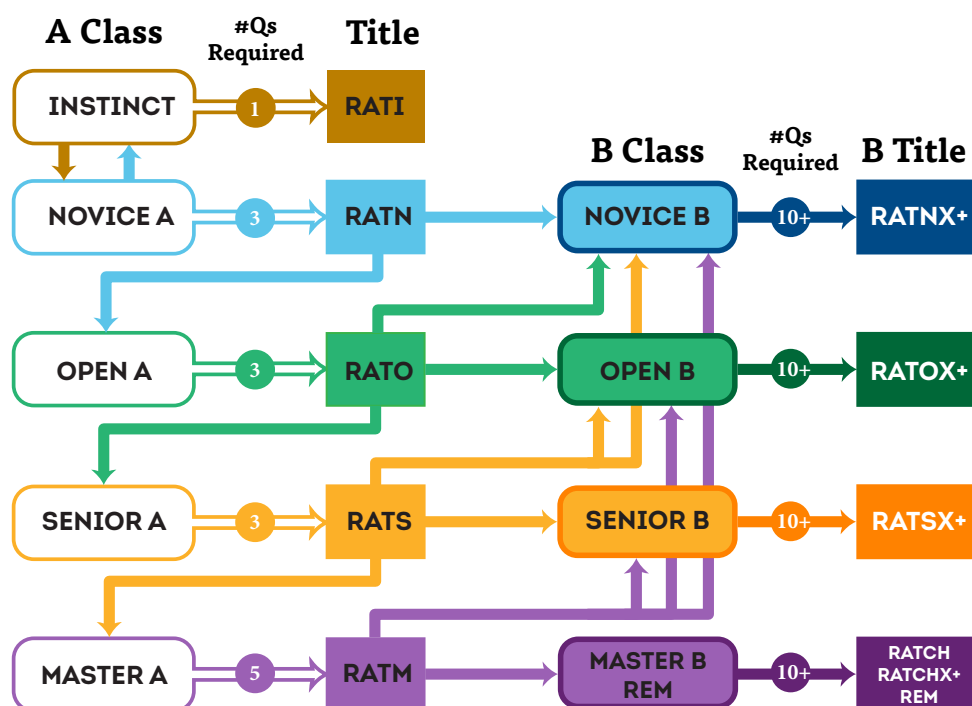 A Class
#Qs
Required
Title
INSTINCT
1
RATI
B Class
#Qs
Required
B Title
NOVICE A
3
RATN
NOVICE B
10+
RATNX+
OPEN A
3
RATO
OPEN B
10+
RATOX+
SENIOR A
3
RATS
SENIOR B
10+
RATSX+
MASTER A
5
RATM
MASTER B
REM
10+
RATCH
RATCHX+
REM